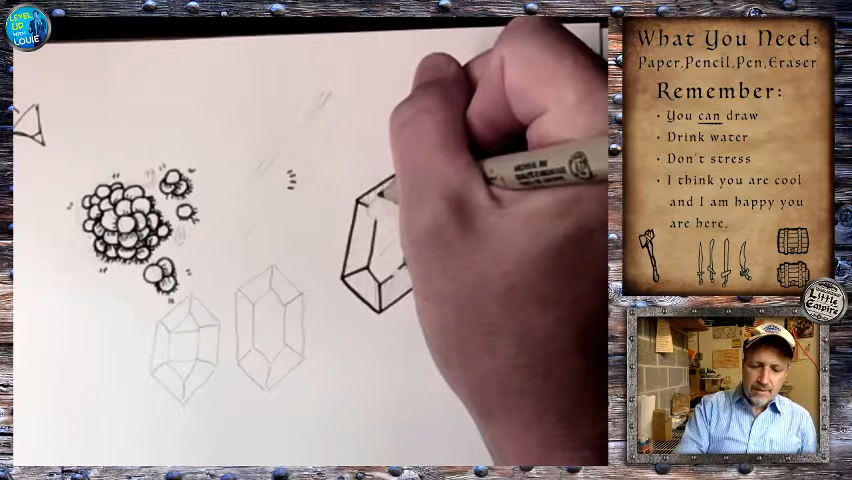 LEVEL
UP
WITH
LOUIE
What You Need:
Paper,Pencil,Pen,Eraser
Remember:
• You can draw
• Drink water
• Don't stress
• I think you are cool
and I am happy you
are here.
Little
Empire